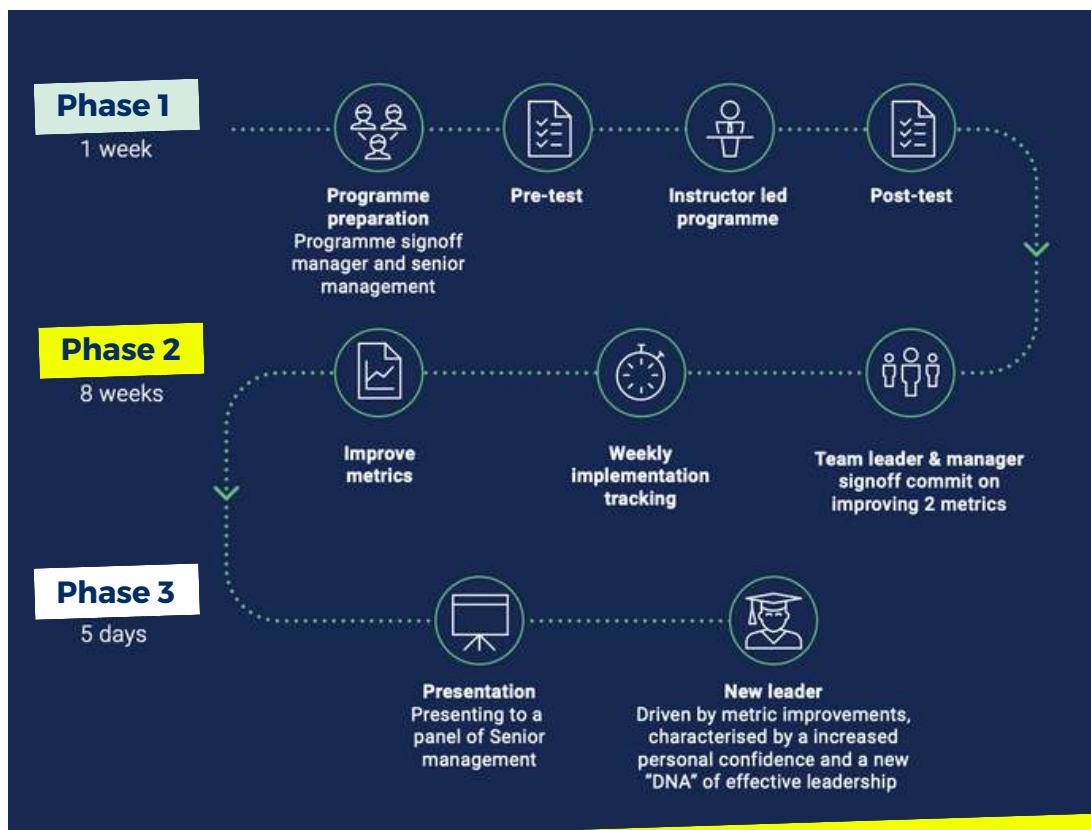 Phase 1
1 week
Programme
preparation
Programme signoff
manager and senior
management
Pre-test
Instructor led
programme
Post-test
Phase 2
8 weeks
Improve
metrics
Weekly
implementation
tracking
Team leader & manager
signoff commit on
improving 2 metrics
Phase 3
5 days
Presentation
Presenting to a
panel of Senior
management
New leader
Driven by metric improvements,
characterised by a increased
personal confidence and a new
"DNA" of effective leadership